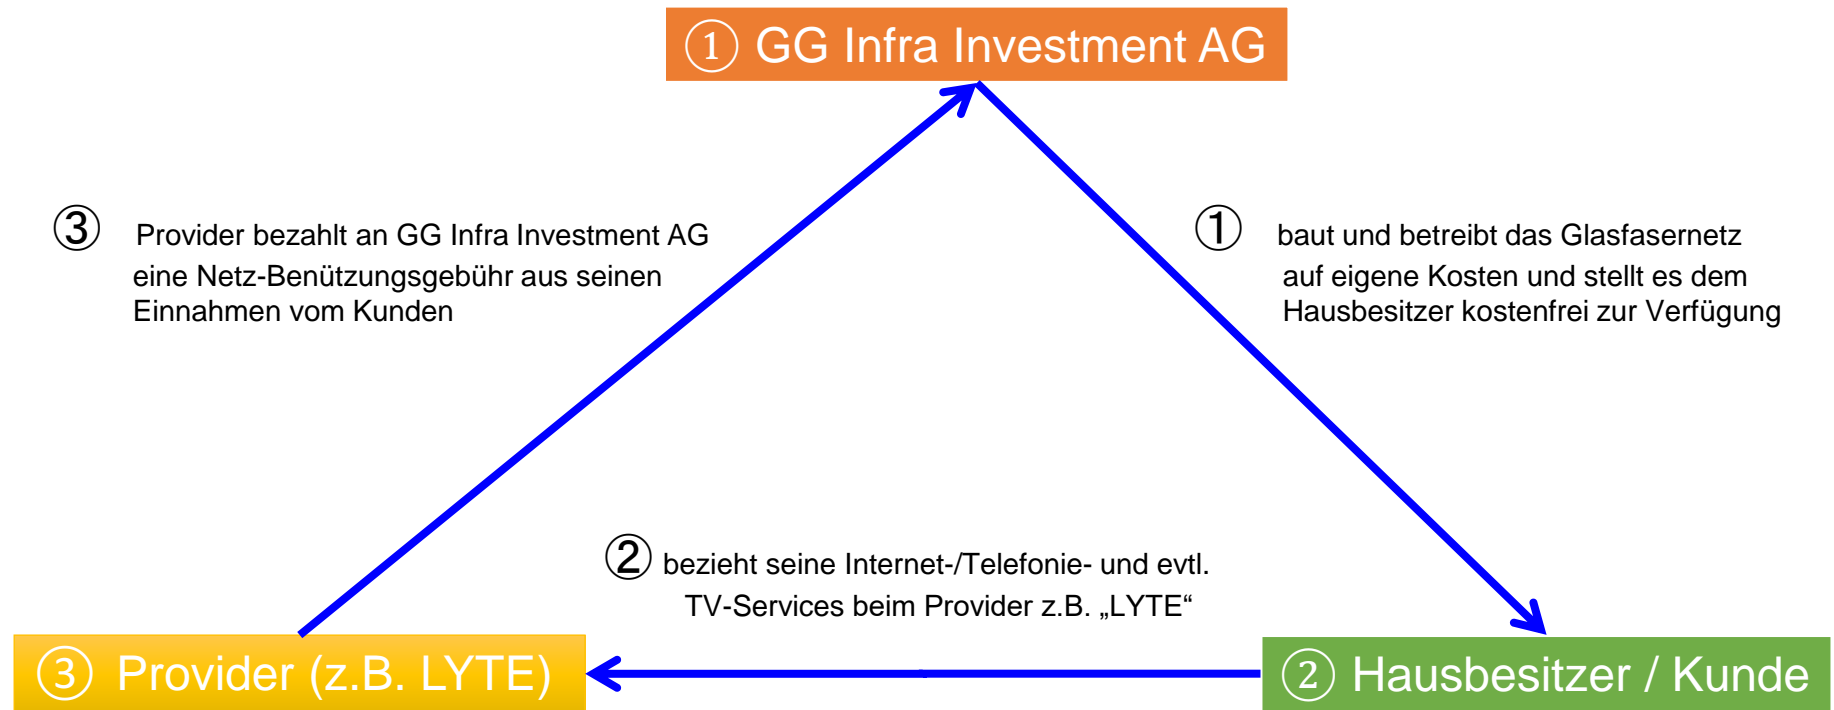 ① GG Infra Investment AG
③ Provider bezahlt an GG Infra Investment AG
eine Netz-Benützungsgebühr aus seinen
Einnahmen vom Kunden
① baut und betreibt das Glasfasernetz
auf eigene Kosten und stellt es dem
Hausbesitzer kostenfrei zur Verfügung
② bezieht seine Internet-/Telefonie- und evtl.
TV-Services beim Provider z.B. „LYTE“
③ Provider (z.B. LYTE)
② Hausbesitzer / Kunde